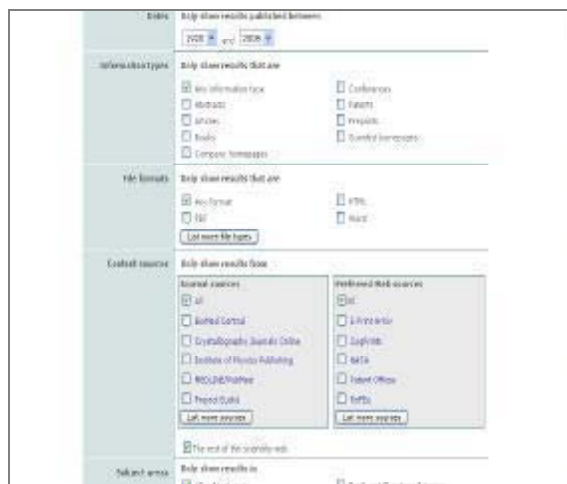 Dates Only show results published between
1920 and
Information types Only show results that are
Any information type Conferences
Abstracts Patents
Articles Preprints
Books Scientist homepages
Company homepages
File formats Only show results that are
Any format HTML
PDF Word
List more file types
Content sources Only show results from
Journal sources Preferred Web sources
All All
BioMed Central E-Print ArXiv
Crystallography Journals Online CogPrints
Institute of Physics Publishing NASA
MEDLINE/PubMed Patent Offices
Project Euclid RePEc
List more sources List more sources
The rest of the scientific web
Subject areas Only show results in